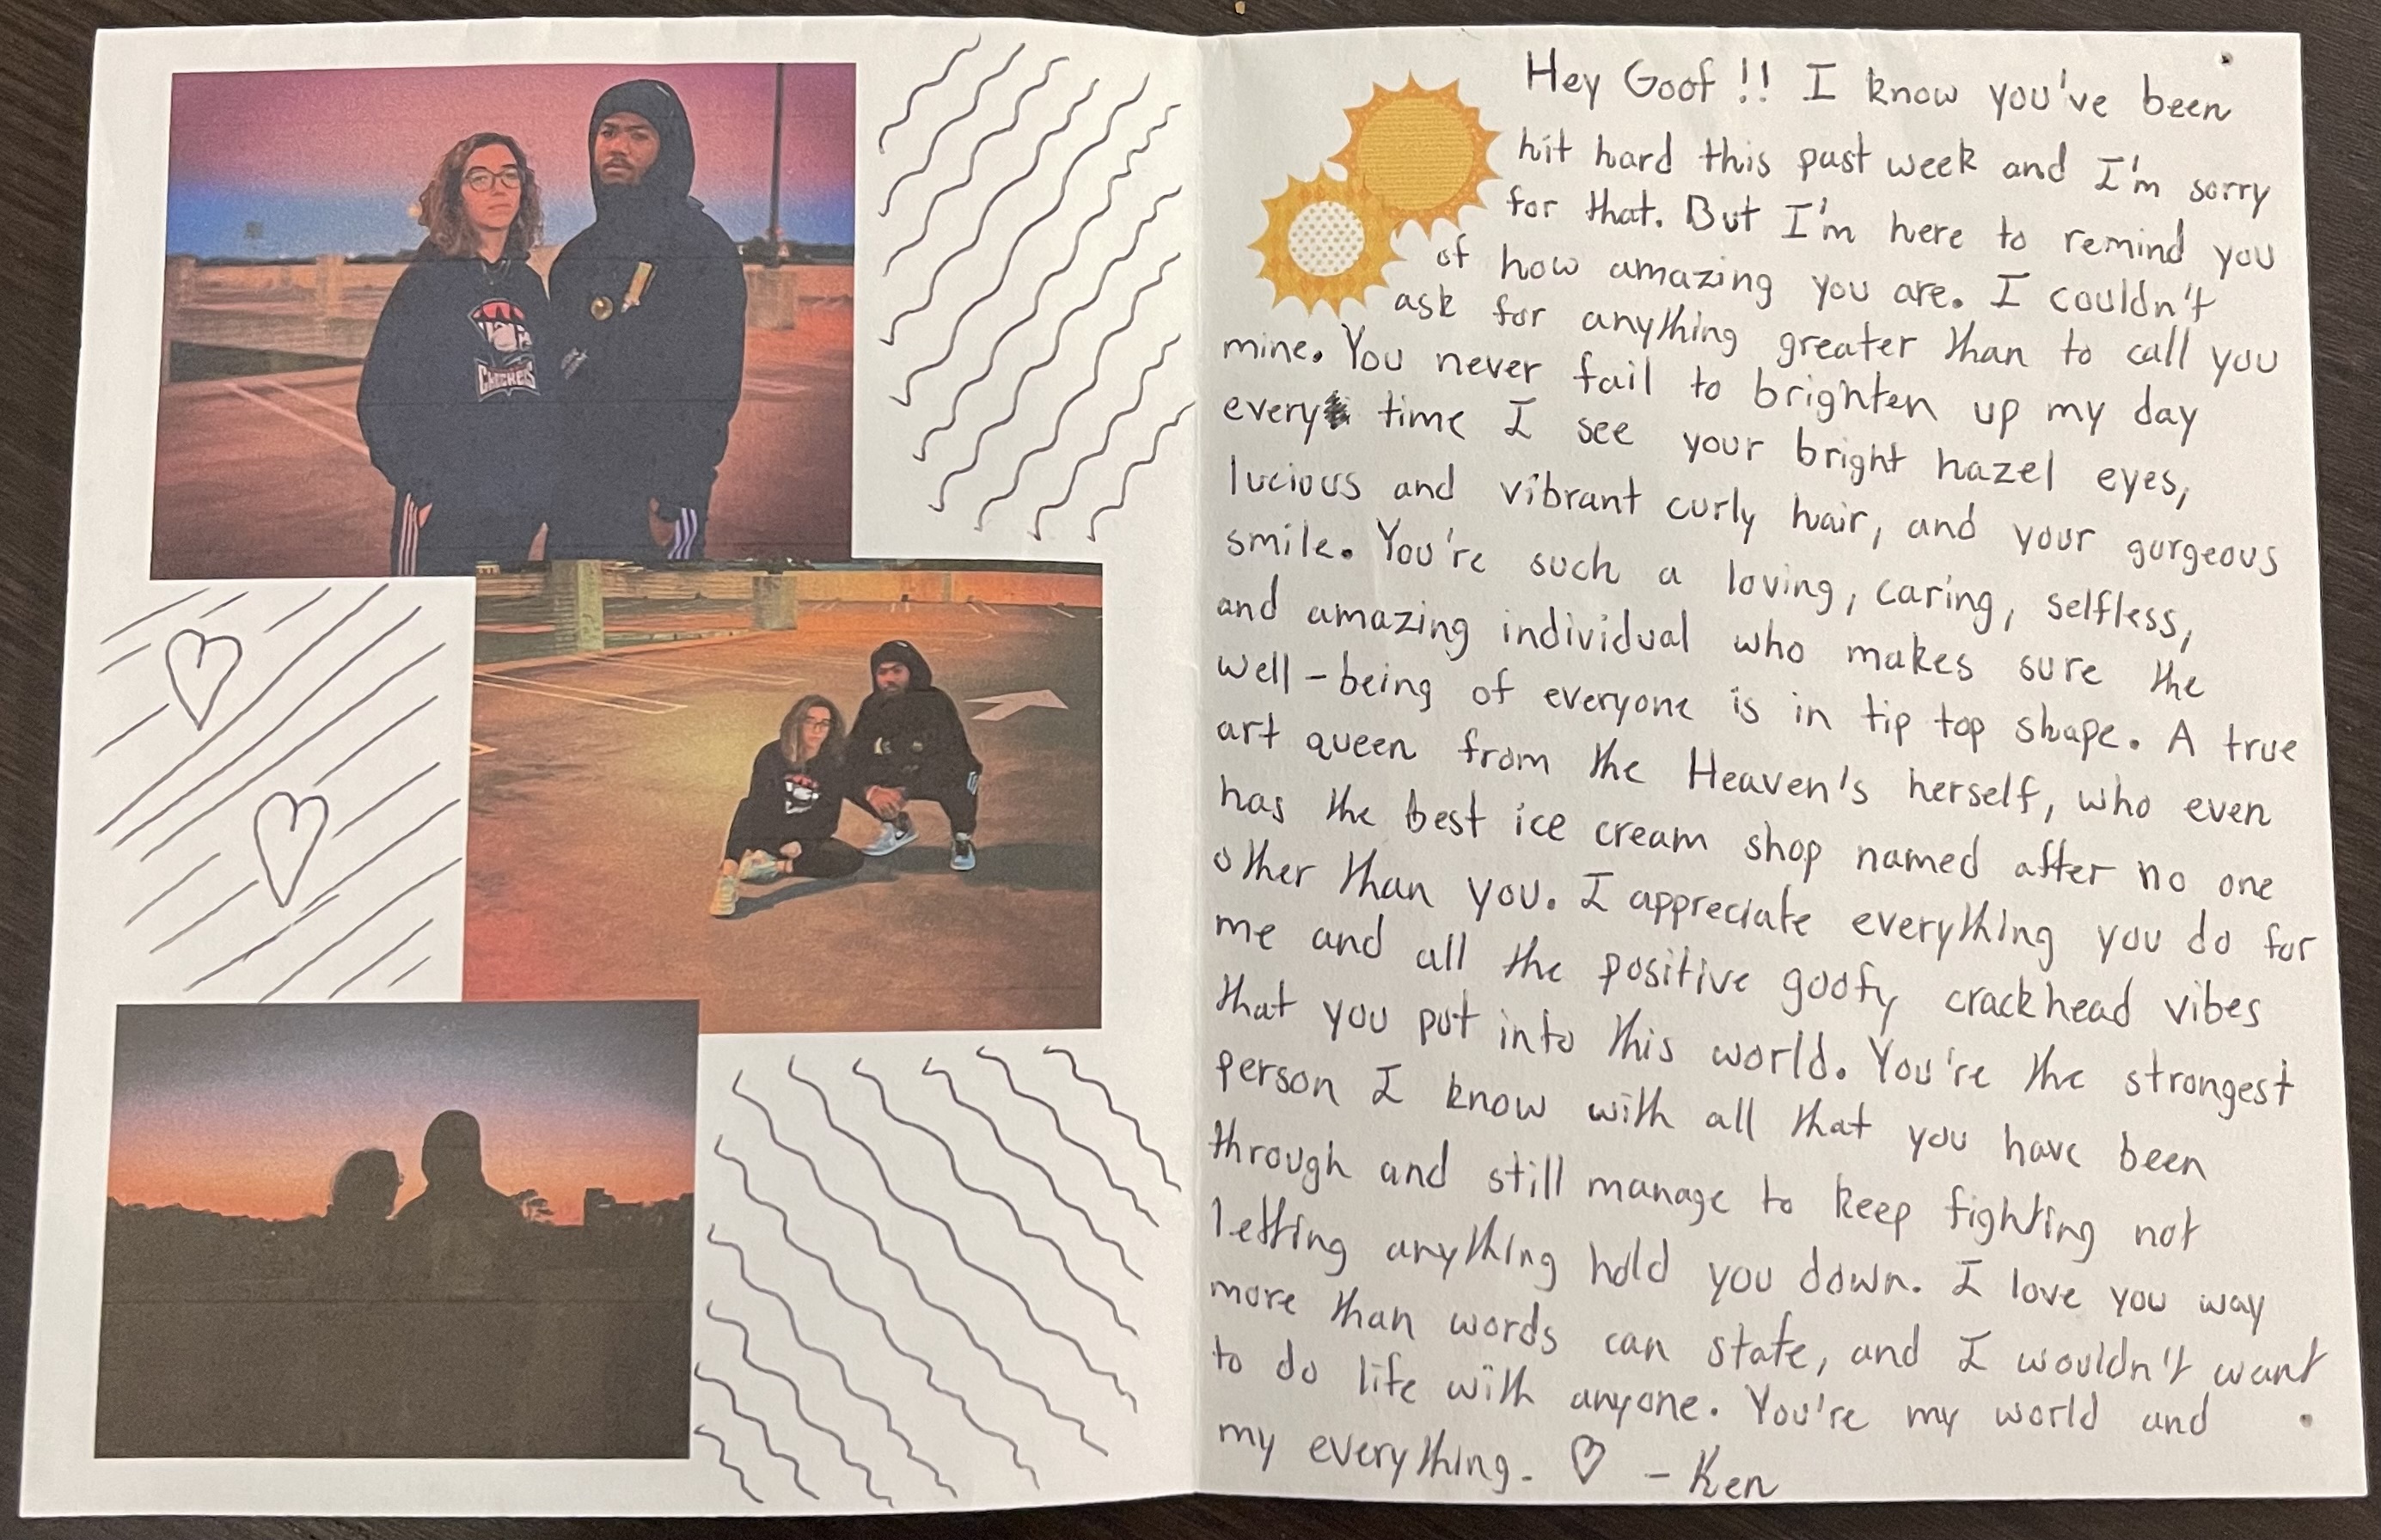 CHECKERS
Hey Goof !! I know you've been
hit hard this past week and I'm sorry
for that. But I'm here to remind you
of how amazing you are. I couldn't
ask for anything greater than to call you
mine. You never fail to brighten up my day
every time I see your bright hazel eyes,
lucious and vibrant curly hair, and your gorgeous
smile. You're such a loving, caring, selfless,
and amazing individual who makes sure the
well-being of everyone is in tip top shape. A true
art queen from the Heaven's herself, who even
has the best ice cream shop named after no one
other than you. I appreciate everything you do for
me and all the positive goofy crackhead vibes
that you put into this world. You're the strongest
person I know with all that you have been
through and still manage to keep fighting not
letting anything hold you down. I love you way
more than words can state, and I wouldn't want
to do life with anyone. You're my world and
my everything. ♡ - Ken